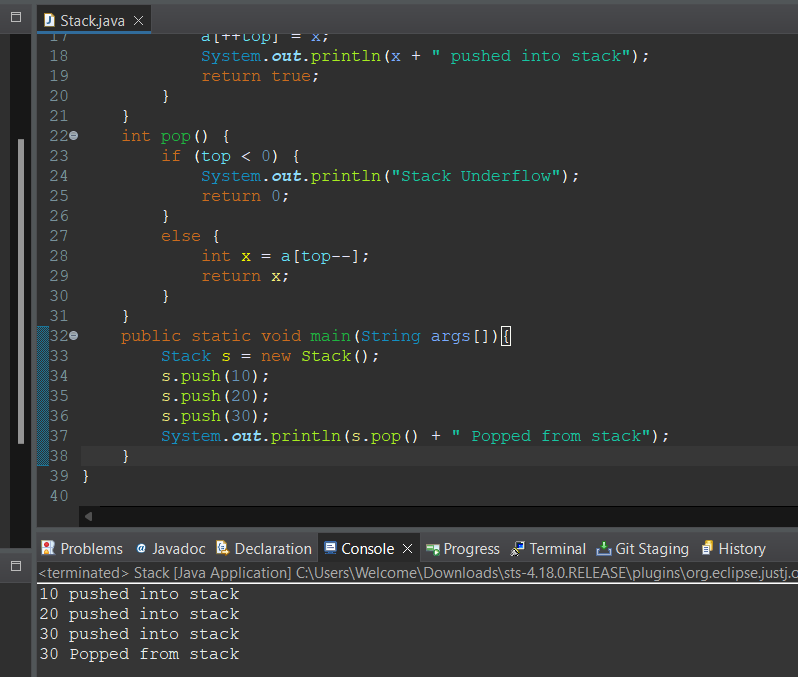 Stack.java
17 a[++top] = x;
18 System.out.println(x + " pushed into stack");
19 return true;
20 }
21 }
22 int pop() {
23 if (top < 0) {
24 System.out.println("Stack Underflow");
25 return 0;
26 }
27 else {
28 int x = a[top--];
29 return x;
30 }
31 }
32 public static void main(String args[]){
33 Stack s = new Stack();
34 s.push(10);
35 s.push(20);
36 s.push(30);
37 System.out.println(s.pop() + " Popped from stack");
38 }
39 }
40
Problems Javadoc Declaration Console Progress Terminal Git Staging History
<terminated> Stack [Java Application] C:\Users\Welcome\Downloads\sts-4.18.0.RELEASE\plugins\org.eclipse.justj.o
10 pushed into stack
20 pushed into stack
30 pushed into stack
30 Popped from stack